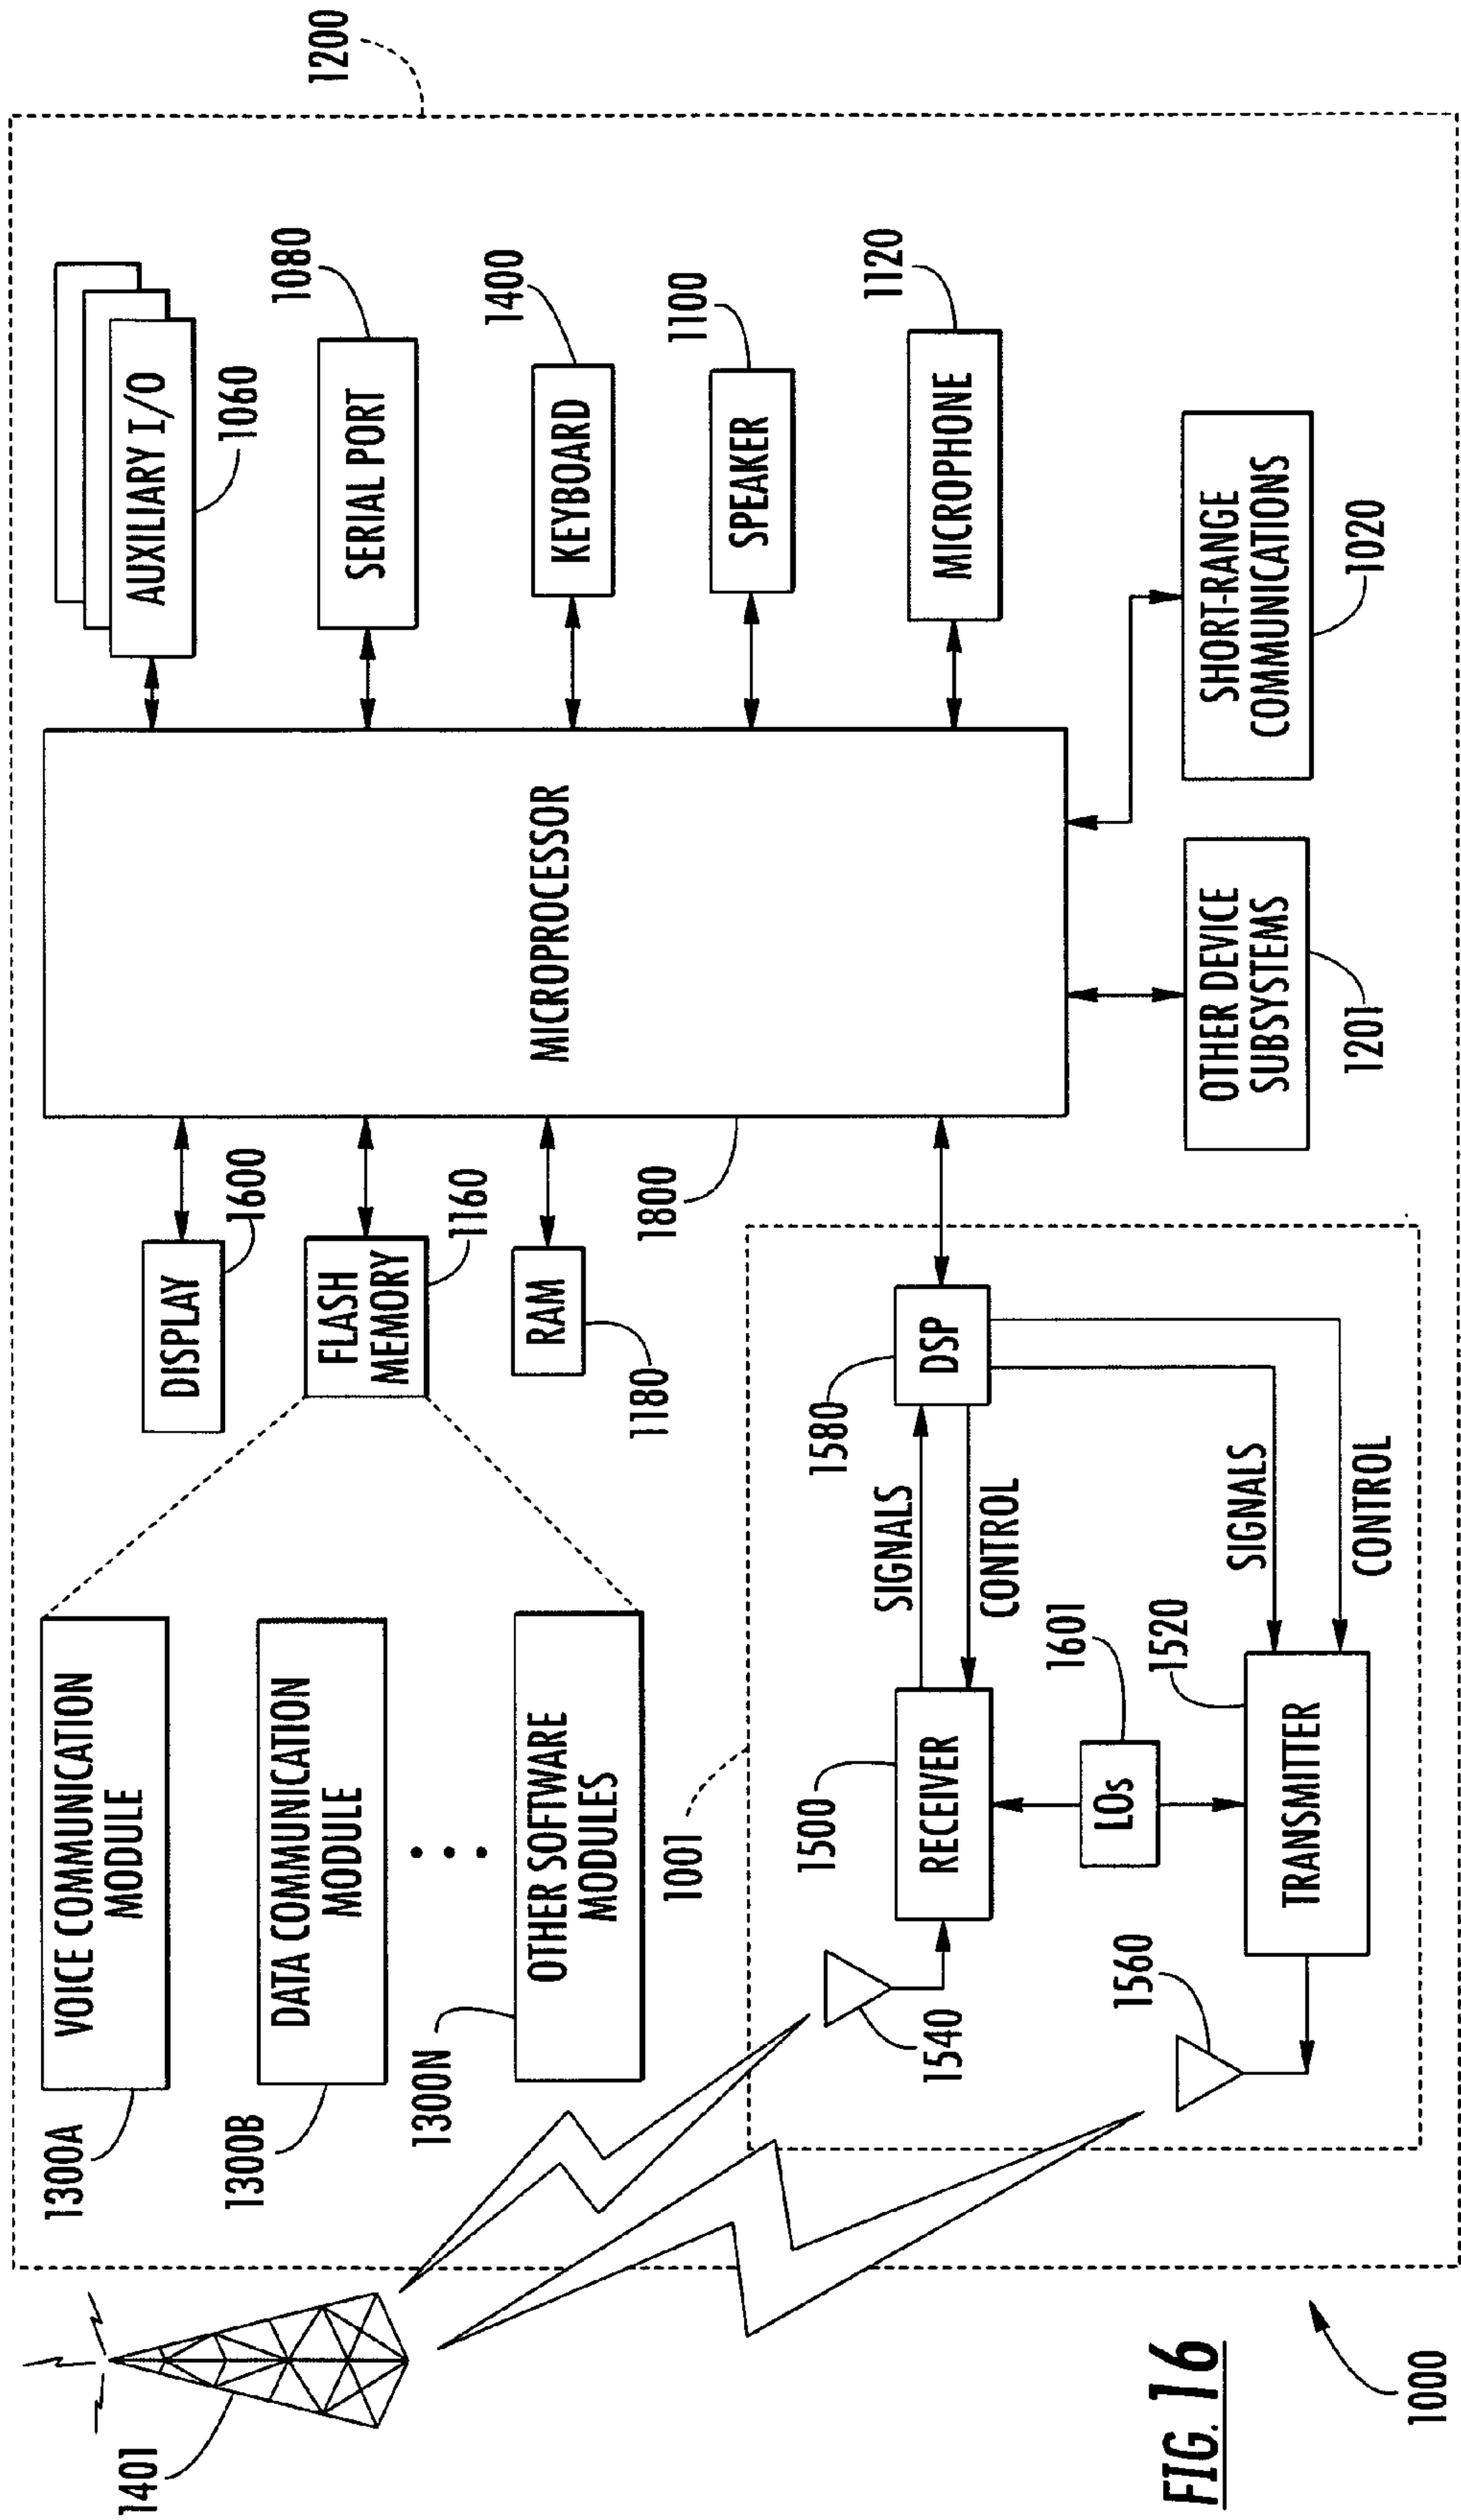 1401
1300A
VOICE COMMUNICATION
MODULE
1300B
DATA COMMUNICATION
MODULE
1300N
OTHER SOFTWARE
MODULES
DISPLAY
1600
FLASH
MEMORY
1160
RAM
1180
1800
MICROPROCESSOR
AUXILIARY I/O
1060
SERIAL PORT
1080
KEYBOARD
1400
SPEAKER
1100
MICROPHONE
1120
1200
SHORT-RANGE
COMMUNICATIONS
1020
OTHER DEVICE
SUBSYSTEMS
1201
1001
1540
1500
RECEIVER
SIGNALS
CONTROL
1580
DSP
LOs
1601
1560
TRANSMITTER
1520
SIGNALS
CONTROL
FIG. 16
1000